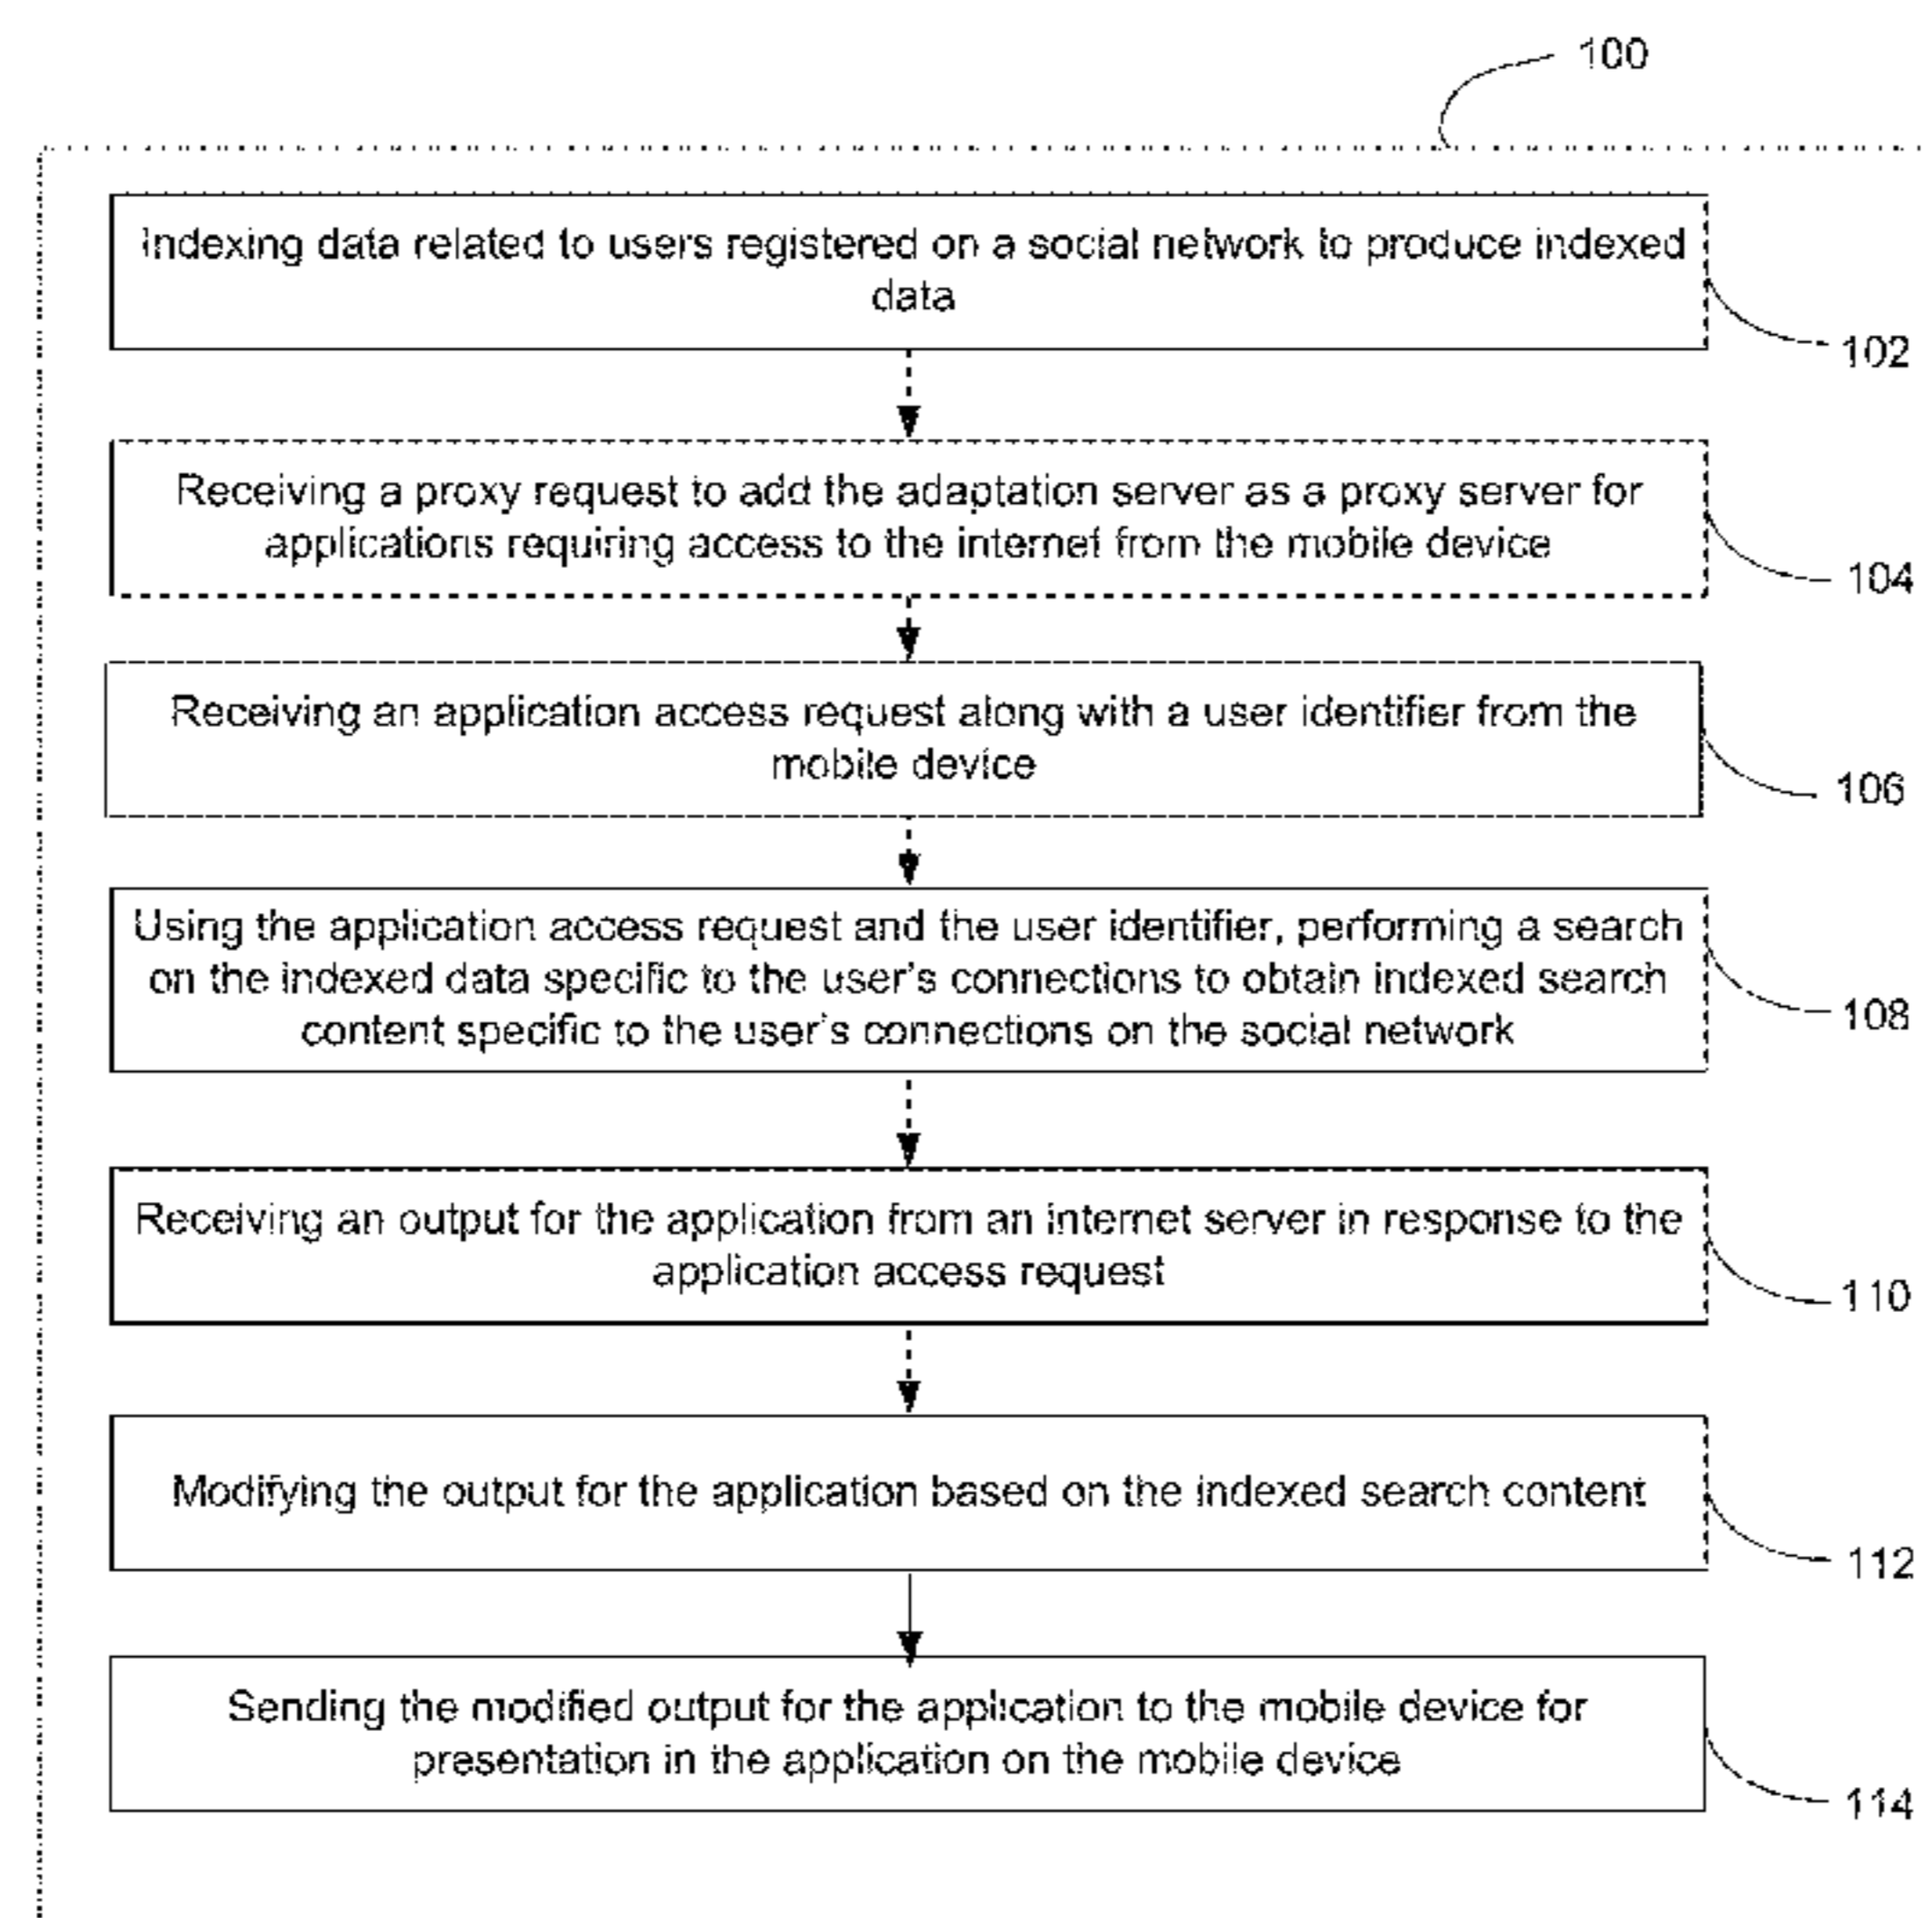 100
Indexing data related to users registered on a social network to produce indexed
data
102
Receiving a proxy request to add the adaptation server as a proxy server for
applications requiring access to the internet from the mobile device
104
Receiving an application access request along with a user identifier from the
mobile device
106
Using the application access request and the user identifier, performing a search
on the indexed data specific to the user's connections to obtain indexed search
content specific to the user's connections on the social network
108
Receiving an output for the application from an internet server in response to the
application access request
110
Modifying the output for the application based on the indexed search content
112
Sending the modified output for the application to the mobile device for
presentation in the application on the mobile device
114